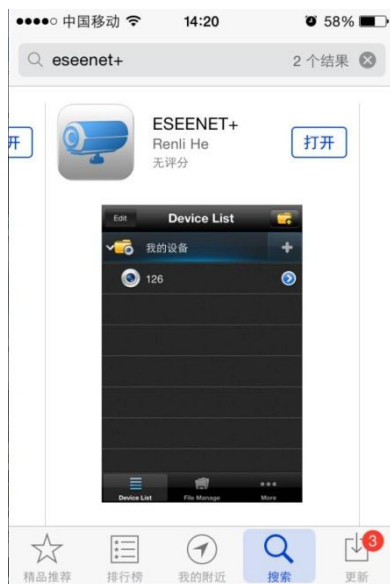 中国移动 14:20 58%
eseenet+ 2 个结果
开
ESEENET+
Renli He
无评分
打开
Edit Device List
我的设备
126
Device List File Manage More
3
精品推荐 排行榜 我的附近 搜索 更新